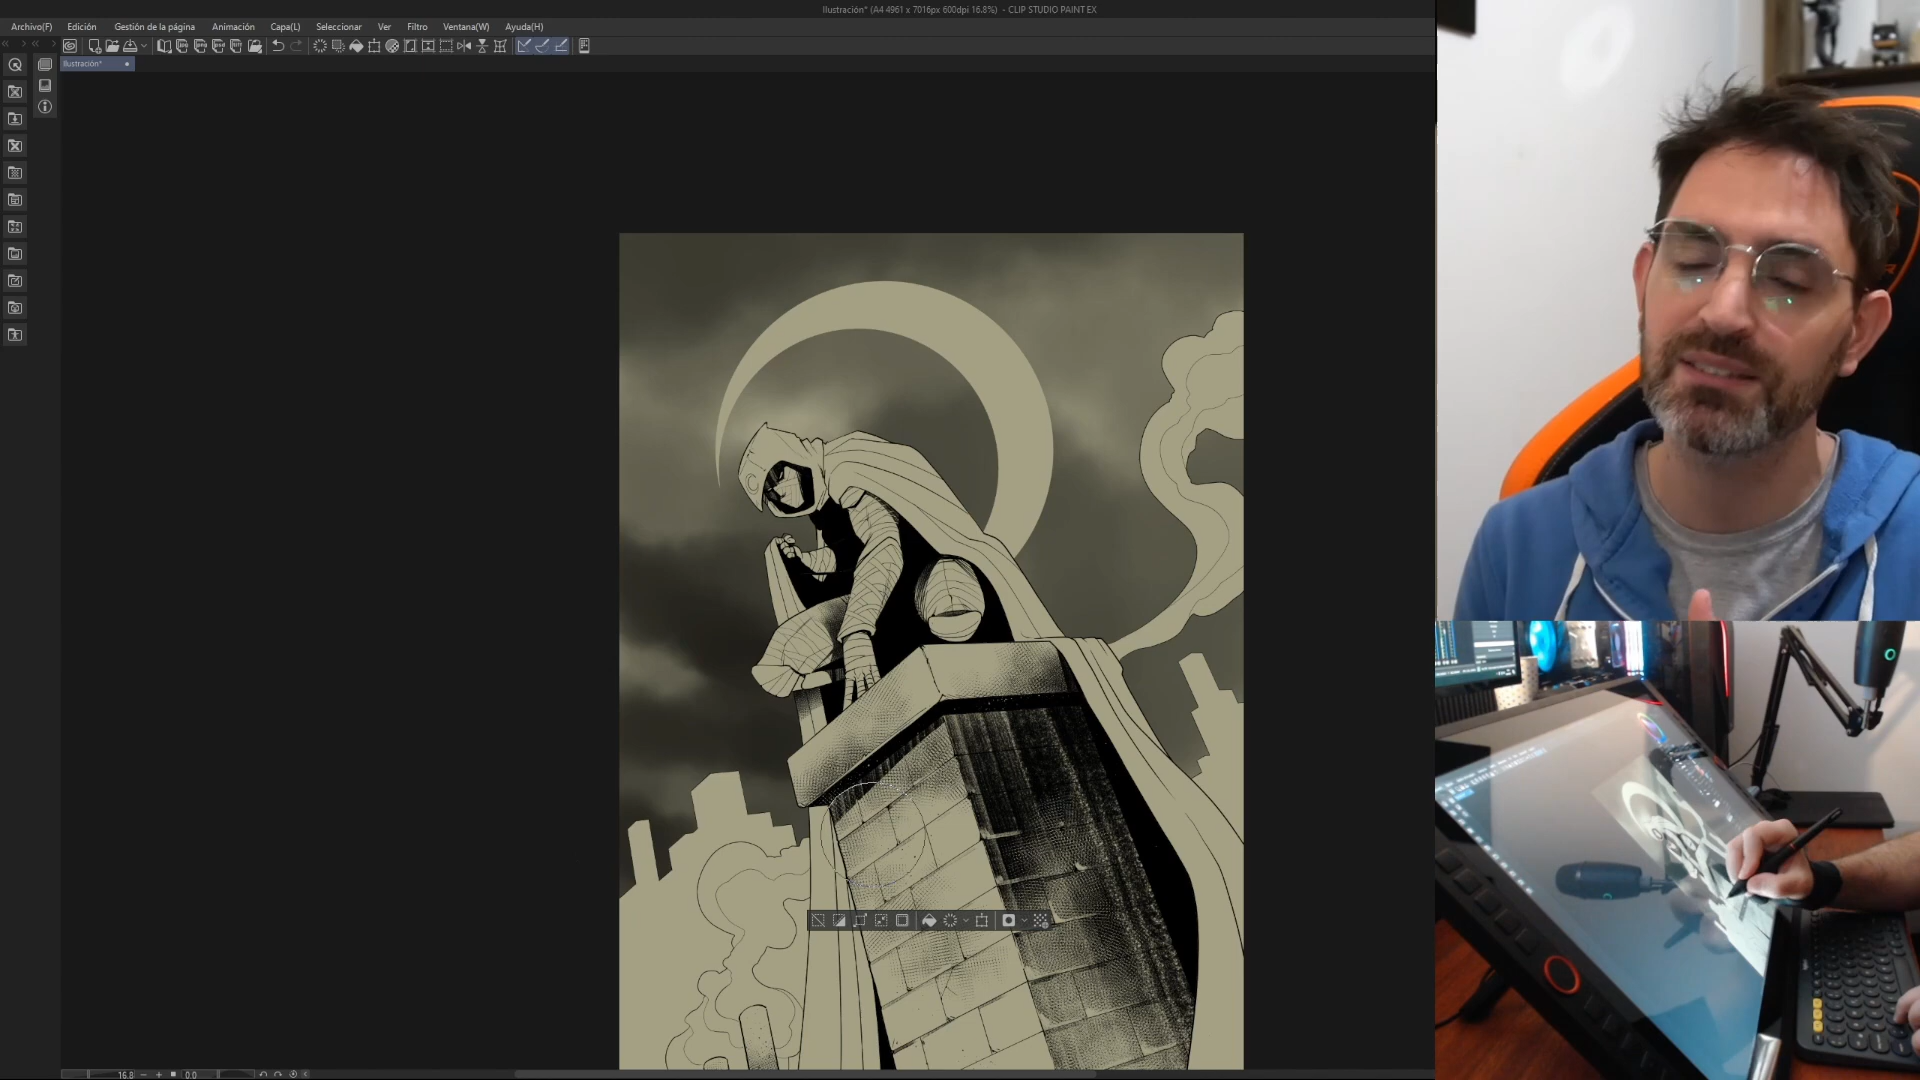 Ilustración* (A4 4961 x 7016px 600dpi 16.8%) - CLIP STUDIO PAINT EX
Archivo(F) Edición Gestión de la página Animación Capa(L) Seleccionar Ver Filtro Ventana(W) Ayuda(H)
Ilustración*
16.8
0.0